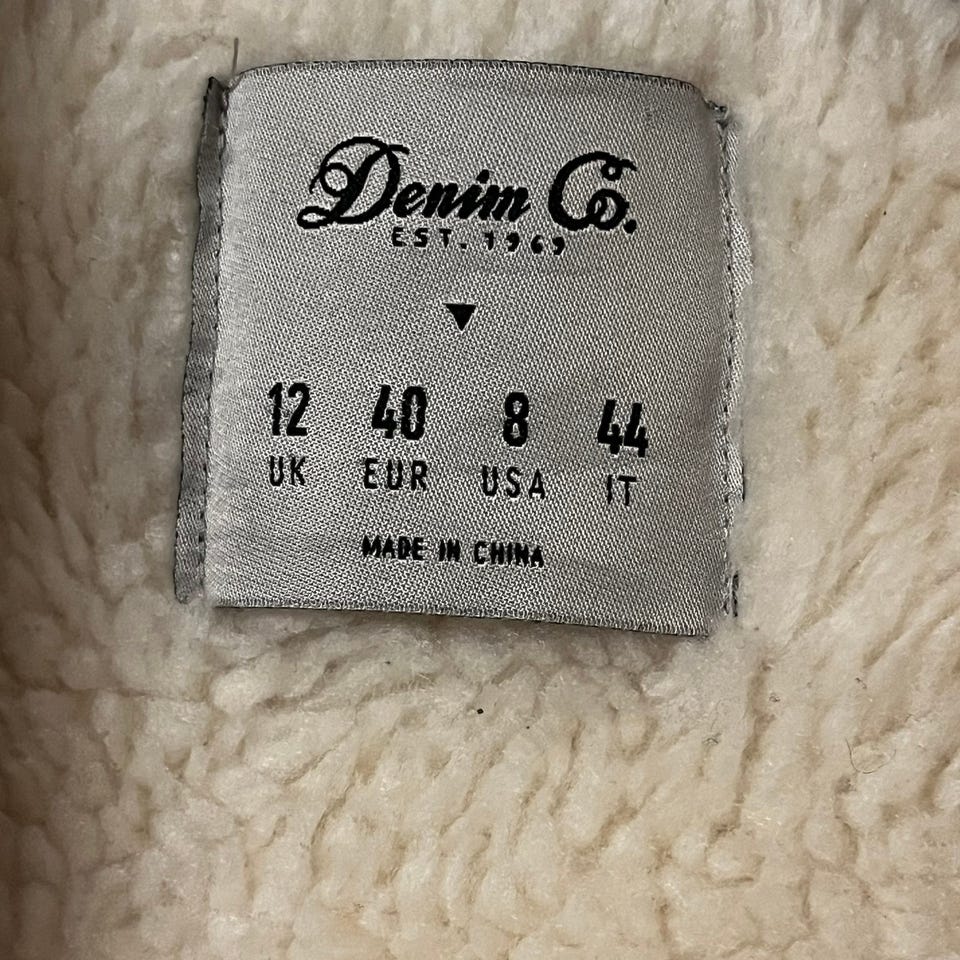 Denim Co.
EST. 1969
12 40 8 44
UK EUR USA IT
MADE IN CHINA